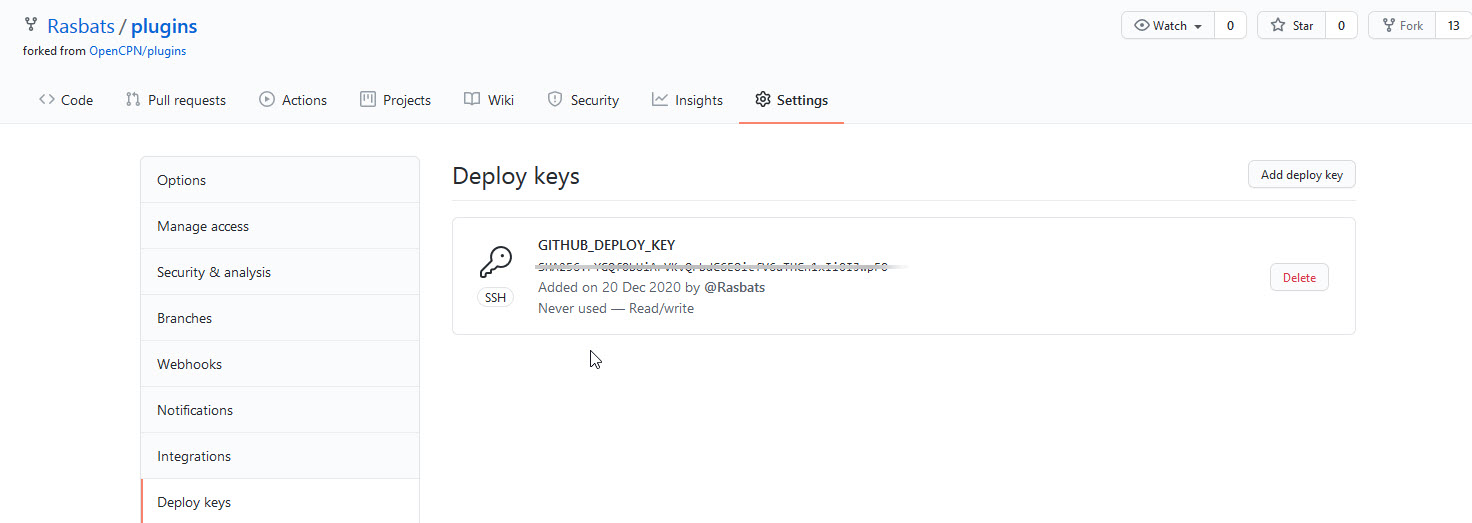 Rasbats / plugins
Watch 0 Star 0 Fork 13
forked from OpenCPN/plugins
Code Pull requests Actions Projects Wiki Security Insights Settings
Options
Manage access
Security & analysis
Branches
Webhooks
Notifications
Integrations
Deploy keys
Deploy keys
Add deploy key
GITHUB_DEPLOY_KEY
SSH
Added on 20 Dec 2020 by @Rasbats
Never used — Read/write
Delete